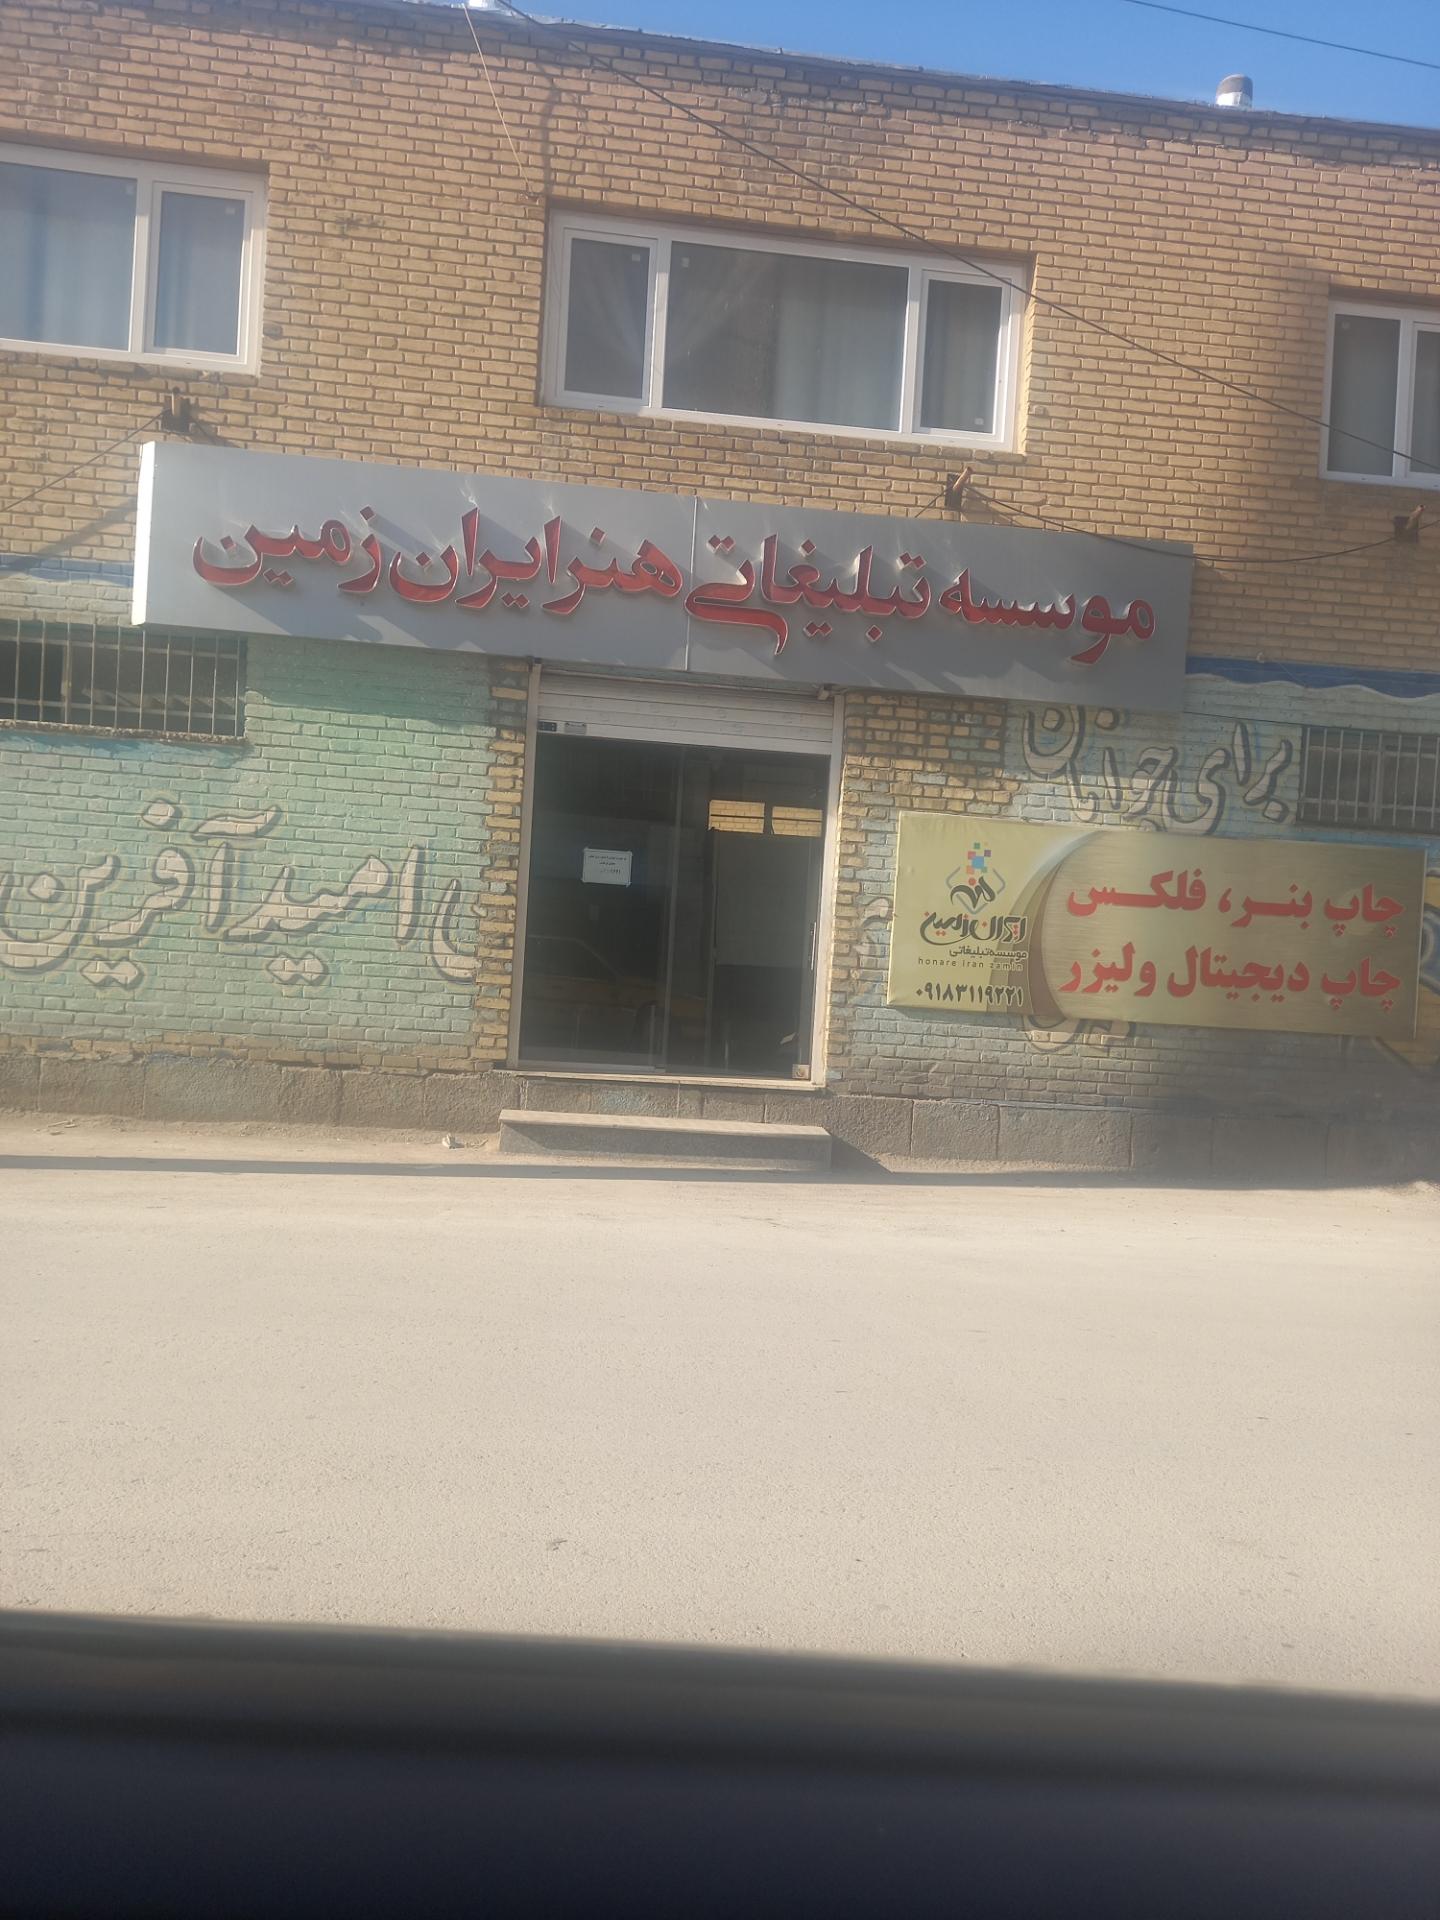 موسسه تبلیغاتی هنر ایران زمین
برای جوانان
امید آفرین
چاپ بنر، فلکس
چاپ دیجیتال و لیزر
هنر
ایران زمین
موسسه تبلیغاتی
honare iran zamin
۰۹۱۸۳۱۱۹۲۲۱